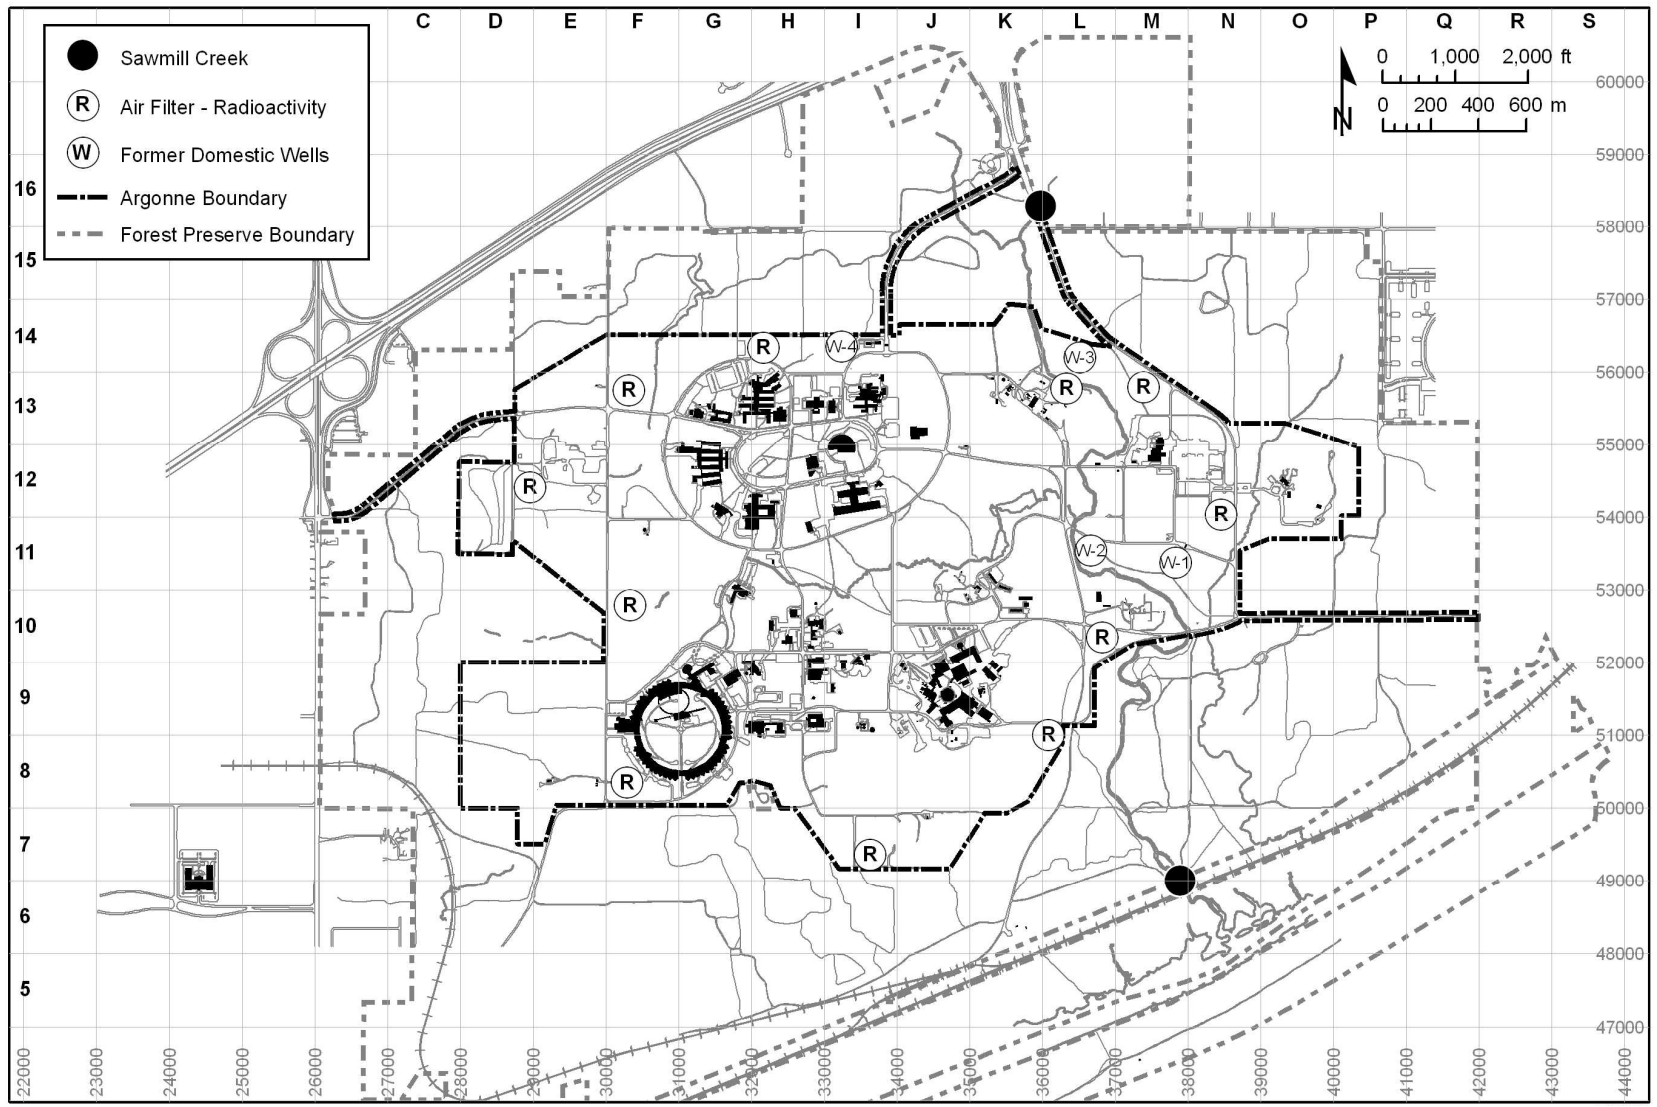 C D E F G H I J K L M N O P Q R S
Sawmill Creek
R Air Filter - Radioactivity
W Former Domestic Wells
Argonne Boundary
Forest Preserve Boundary
0 1,000 2,000 ft
0 200 400 600 m
N
60000
59000
16
58000
15
57000
14
R
W-4
W-3
56000
R
R
R
13
55000
12
R
R
54000
11
W-2
W-1
53000
R
10
R
52000
9
R
51000
8
R
50000
7
R
49000
6
48000
5
47000
22000 23000 24000 25000 26000 27000 28000 29000 30000 31000 32000 33000 34000 35000 36000 37000 38000 39000 40000 41000 42000 43000 44000